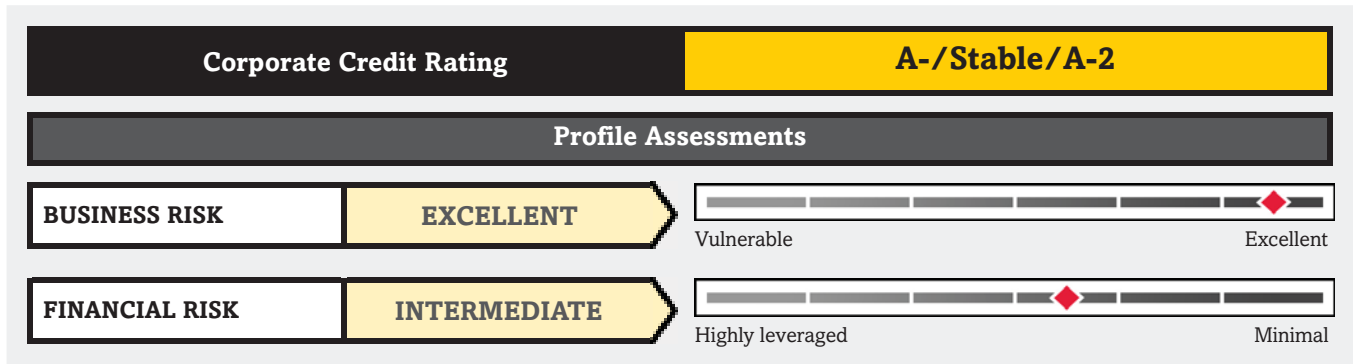 Corporate Credit Rating A-/Stable/A-2
Profile Assessments
BUSINESS RISK EXCELLENT
Vulnerable Excellent
FINANCIAL RISK INTERMEDIATE
Highly leveraged Minimal